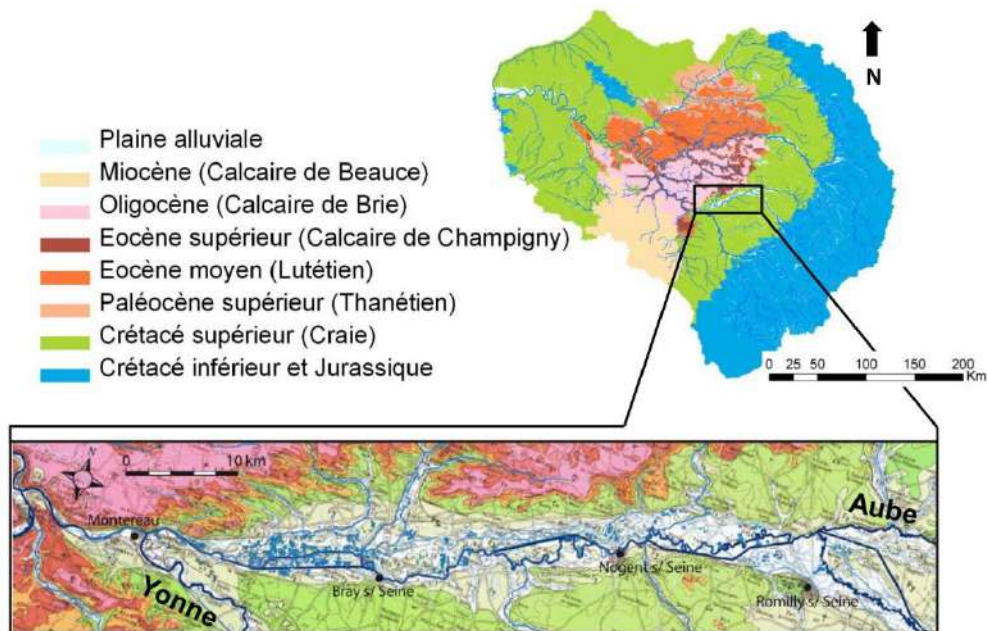 N
Plaine alluviale
Miocène (Calcaire de Beauce)
Oligocène (Calcaire de Brie)
Eocène supérieur (Calcaire de Champigny)
Eocène moyen (Lutétien)
Paléocène supérieur (Thanétien)
Crétacé supérieur (Craie)
Crétacé inférieur et Jurassique
0 25 50 100 150 200
Km
N
0 10 km
Montereau
Aube
Nogent s/ Seine
Bray s/ Seine
Yonne
Romilly s/ Seine